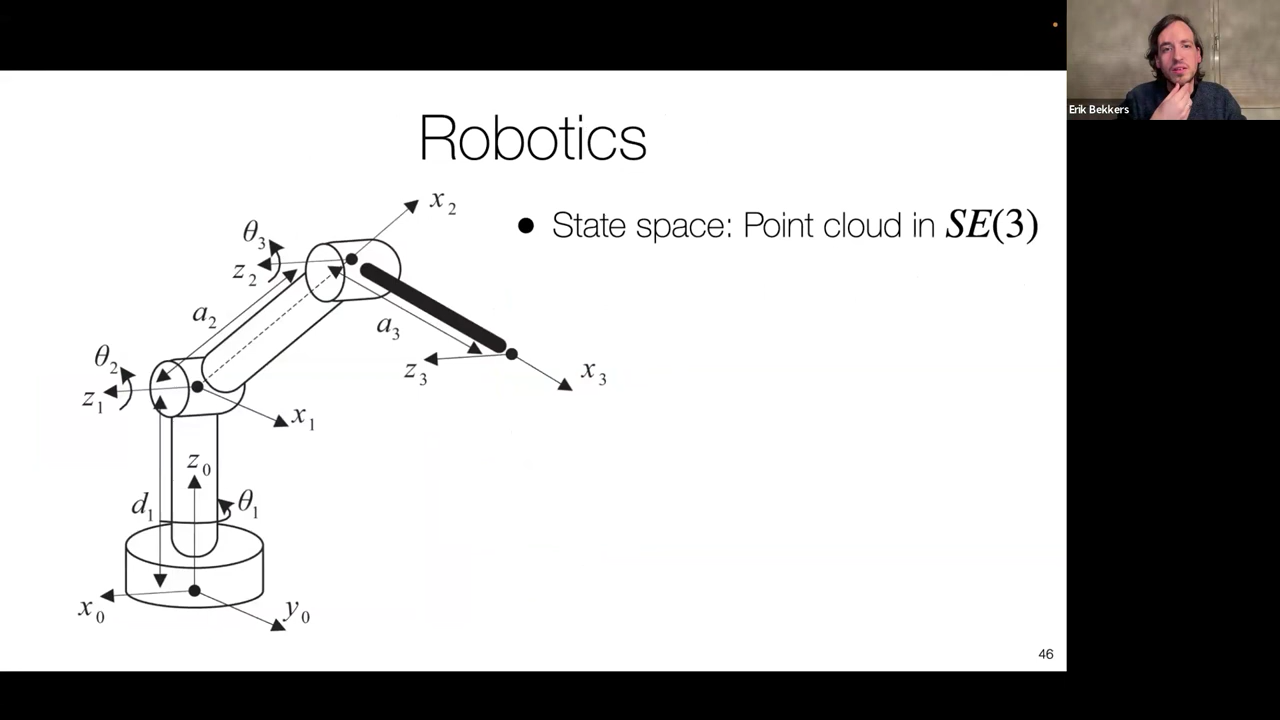 Erik Bekkers
Robotics
• State space: Point cloud in SE(3)
x₂
θ₃
z₂
a₂
a₃
θ₂
z₃
x₃
z₁
x₁
z₀
d₁
θ₁
x₀
y₀
46